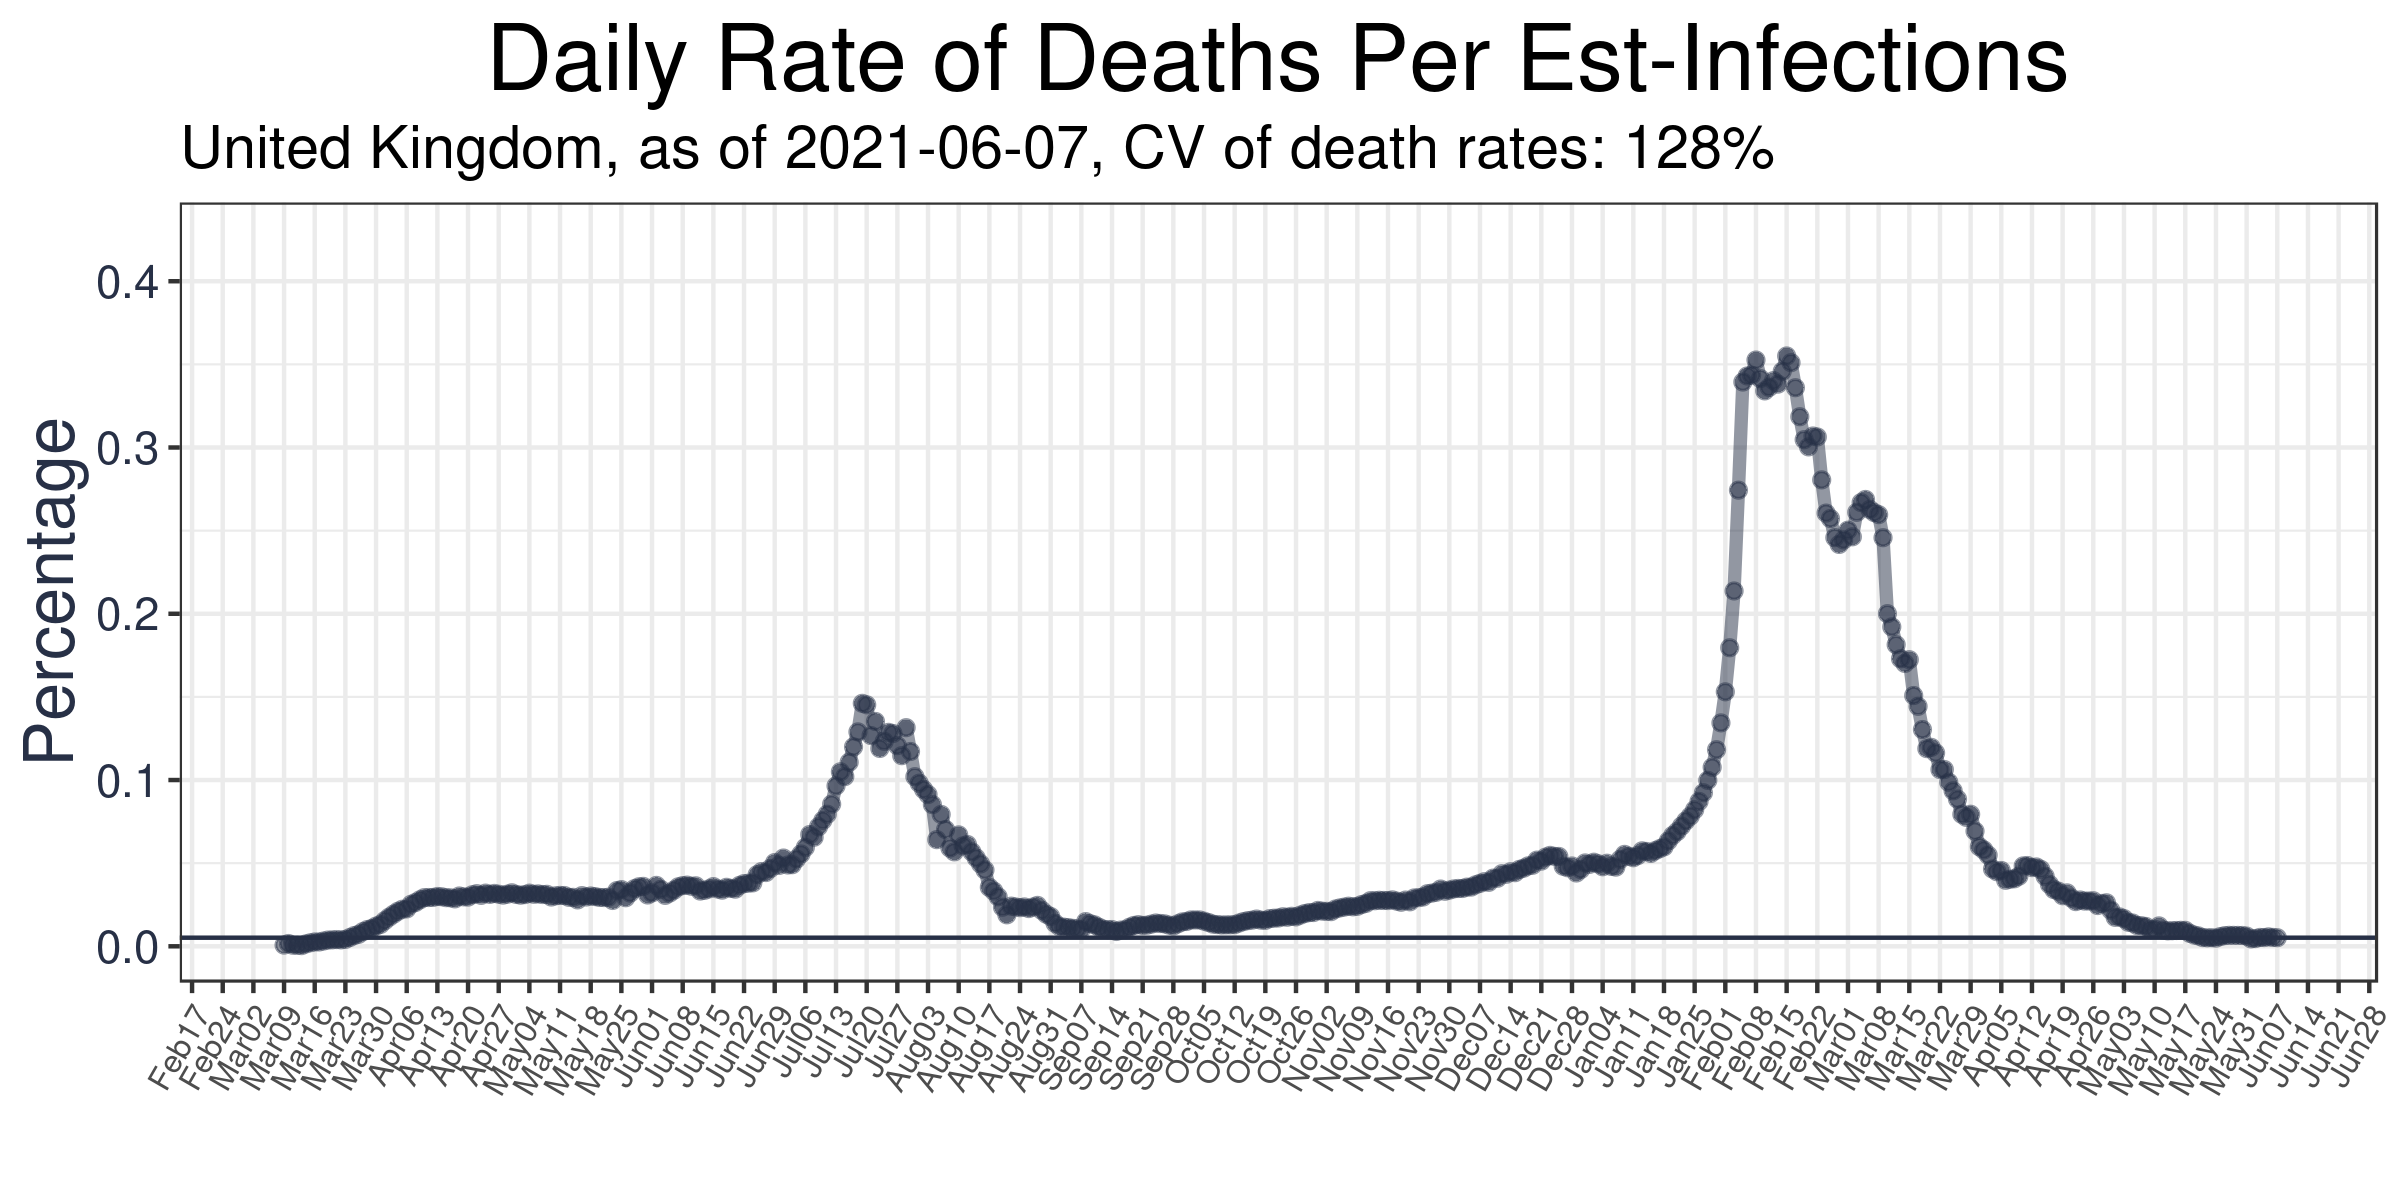 Daily Rate of Deaths Per Est-Infections
United Kingdom, as of 2021-06-07, CV of death rates: 128%
Percentage
0.4
0.3
0.2
0.1
0.0
Feb17
Feb24
Mar02
Mar09
Mar16
Mar23
Mar30
Apr06
Apr13
Apr20
Apr27
May04
May11
May18
May25
Jun01
Jun08
Jun15
Jun22
Jun29
Jul06
Jul13
Jul20
Jul27
Aug03
Aug10
Aug17
Aug24
Aug31
Sep07
Sep14
Sep21
Sep28
Oct05
Oct12
Oct19
Oct26
Nov02
Nov09
Nov16
Nov23
Nov30
Dec07
Dec14
Dec21
Dec28
Jan04
Jan11
Jan18
Jan25
Feb01
Feb08
Feb15
Feb22
Mar01
Mar08
Mar15
Mar22
Mar29
Apr05
Apr12
Apr19
Apr26
May03
May10
May17
May24
May31
Jun07
Jun14
Jun21
Jun28